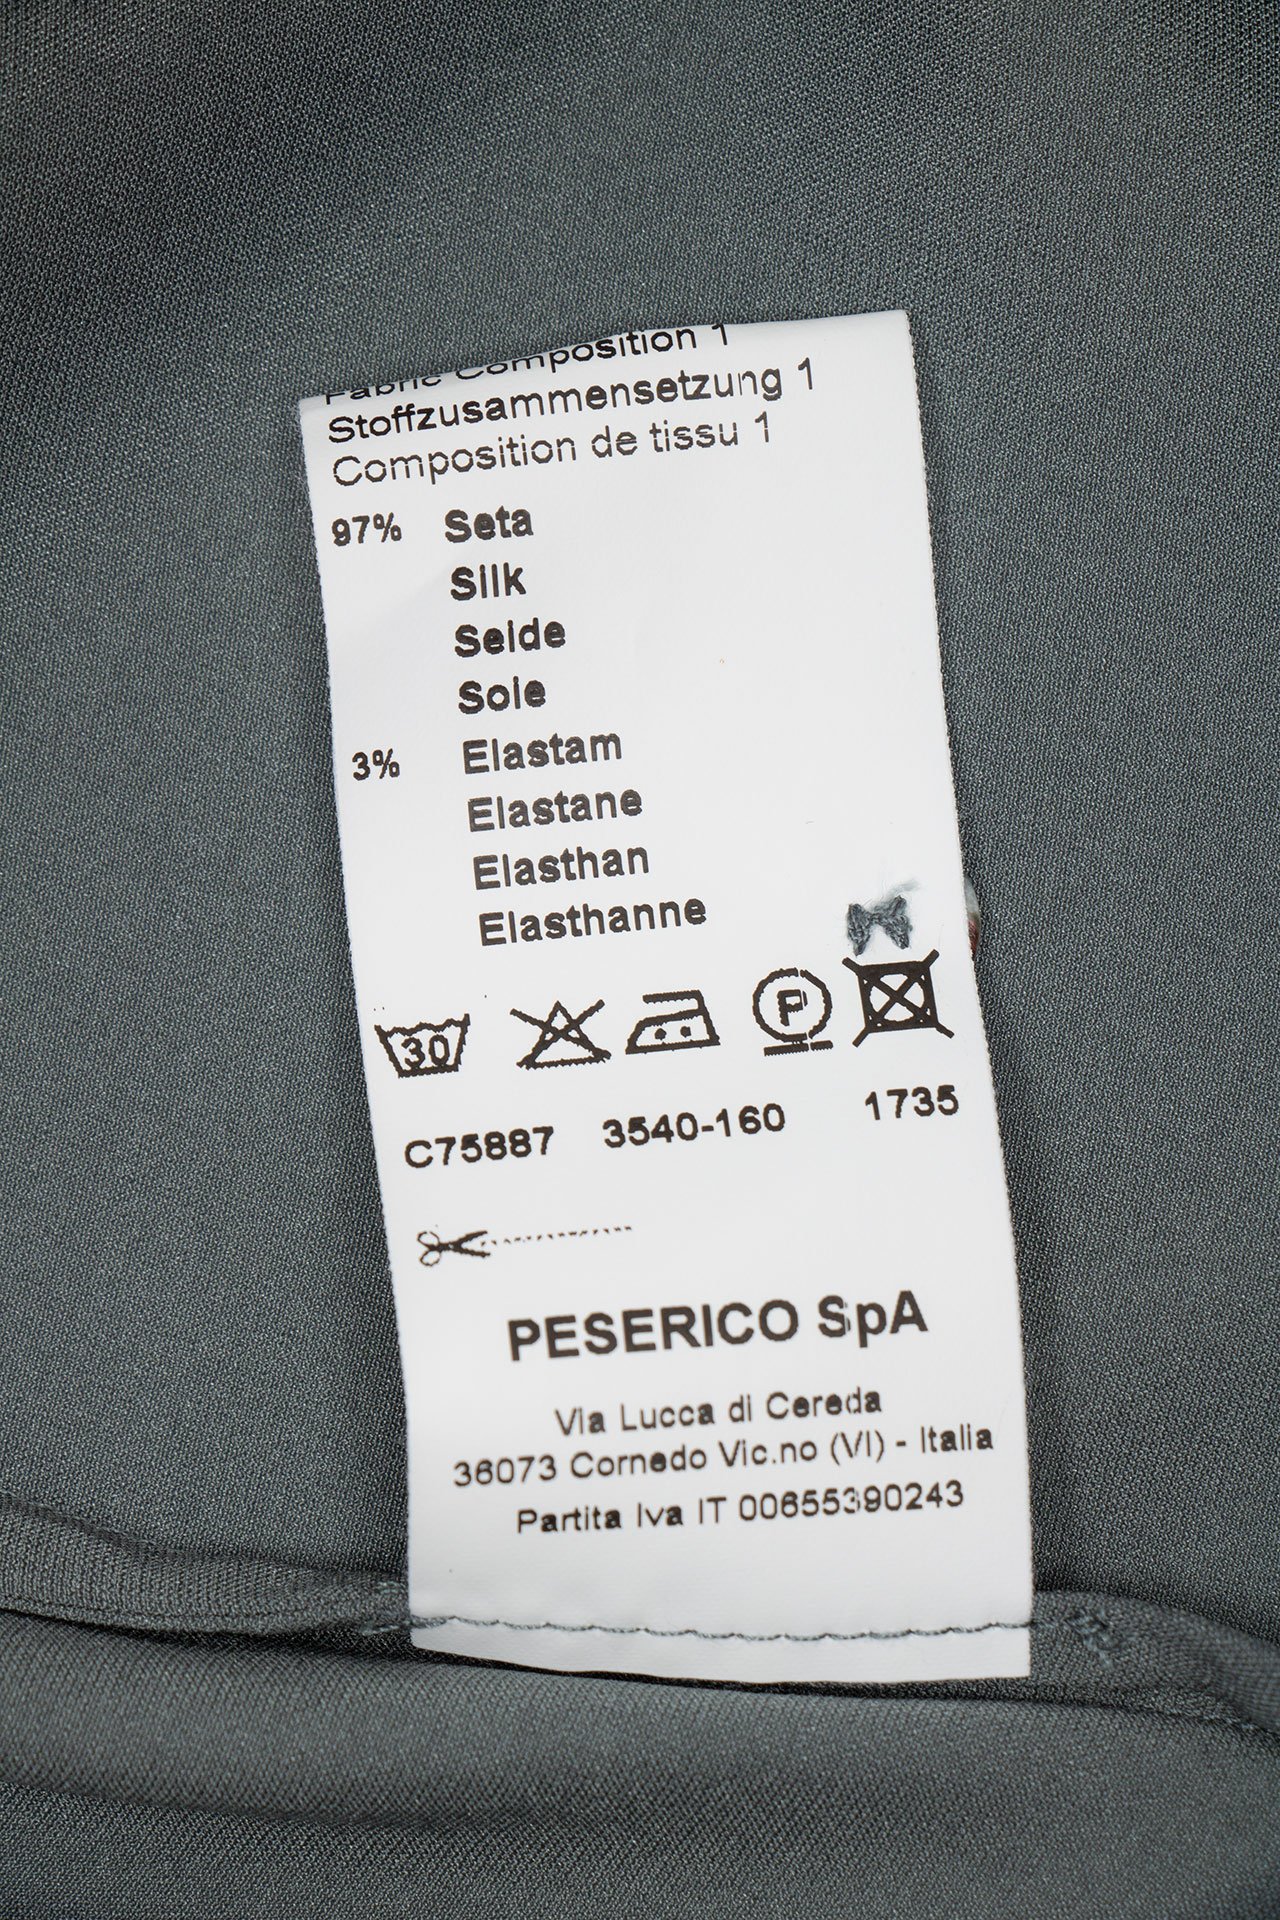 Fabric Composition 1
Stoffzusammensetzung 1
Composition de tissu 1
97% Seta
Silk
Seide
Soie
3% Elastam
Elastane
Elasthan
Elasthanne
30 P
C75887 3540-160 1735
PESERICO SpA
Via Lucca di Cereda
36073 Cornedo Vic.no (VI) - Italia
Partita Iva IT 00655390243